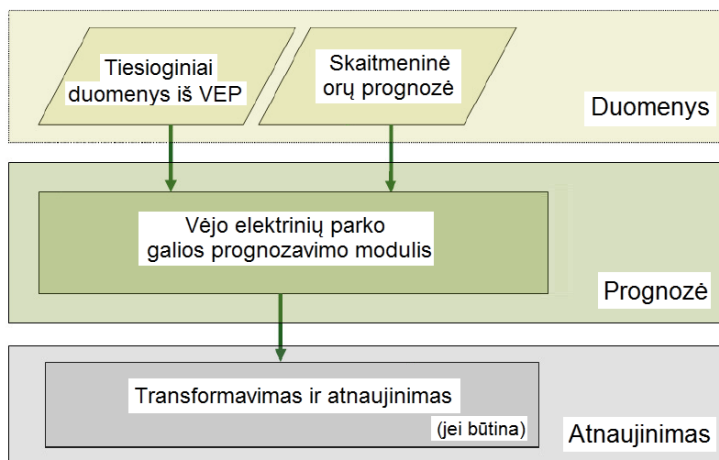 Tiesioginiai
duomenys iš VEP
Skaitmeninė
orų prognozė
Duomenys
Vėjo elektrinių parko
galios prognozavimo modulis
Prognozė
Transformavimas ir atnaujinimas
(jei būtina)
Atnaujinimas